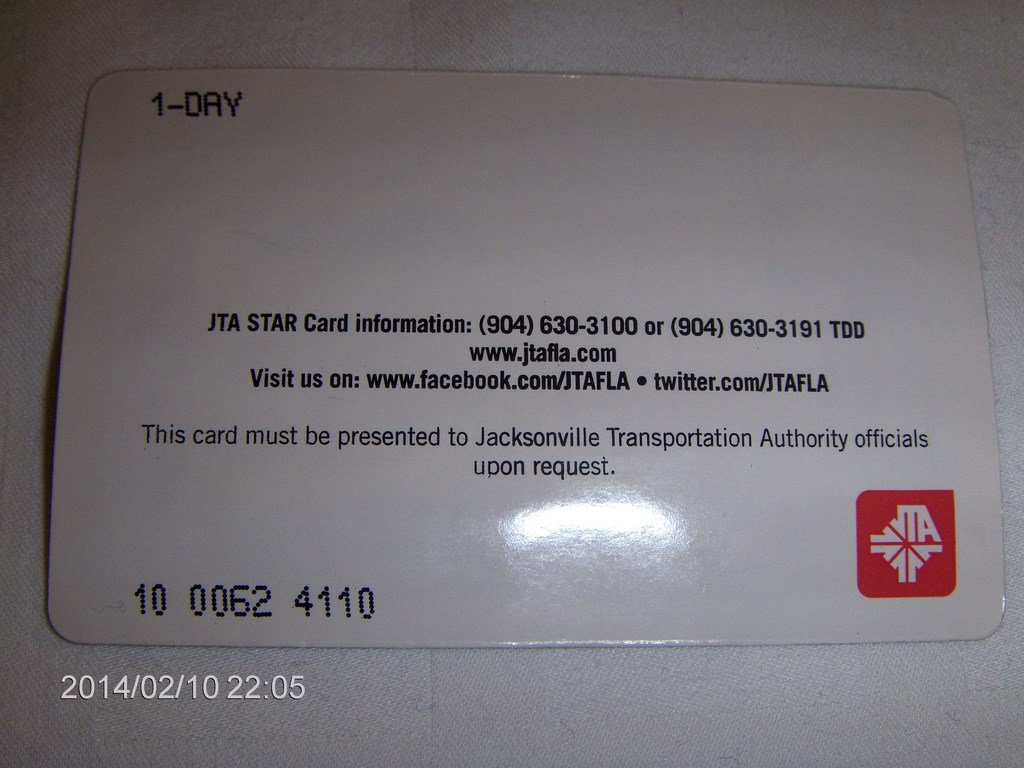 1-DAY
JTA STAR Card information: (904) 630-3100 or (904) 630-3191 TDD
www.jtafla.com
Visit us on: www.facebook.com/JTAFLA • twitter.com/JTAFLA
This card must be presented to Jacksonville Transportation Authority officials
upon request.
JTA
10 0062 4110
2014/02/10 22:05